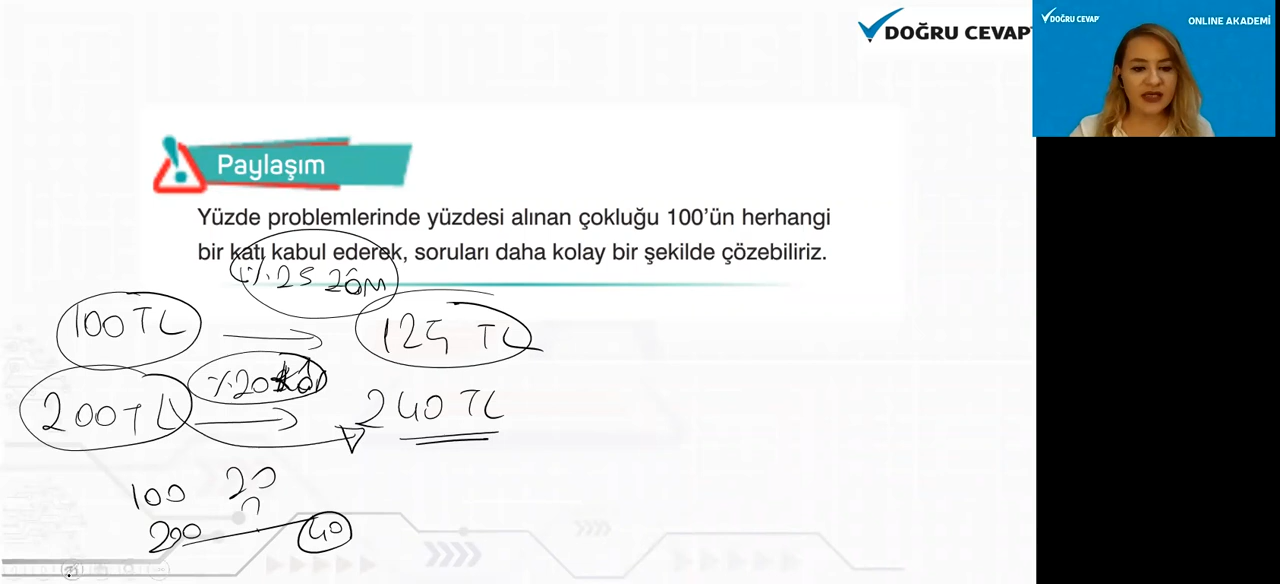 DOĞRU CEVAP
DOĞRU CEVAP
ONLINE AKADEMİ
Paylaşım
Yüzde problemlerinde yüzdesi alınan çokluğu 100'ün herhangi
bir katı kabul ederek, soruları daha kolay bir şekilde çözebiliriz.
%25 zam
100 TL 125 TL
%20 kâr
200 TL 240 TL
100 20
200 ?
40